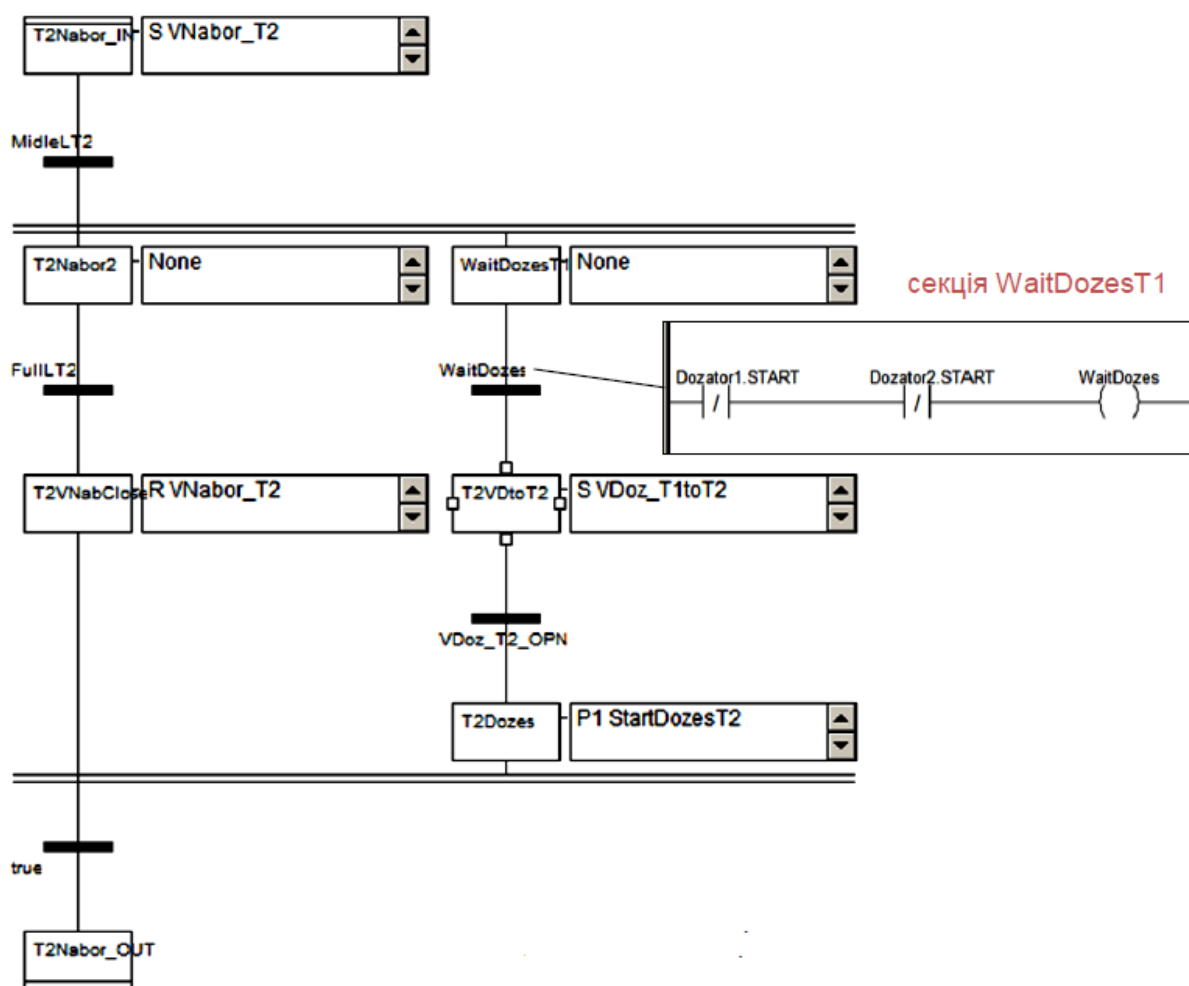 T2Nabor_IN
S VNabor_T2
MidleLT2
T2Nabor2
None
WaitDozesT1
None
секція WaitDozesT1
FullLT2
WaitDozes
Dozator1.START
Dozator2.START
WaitDozes
T2VNabClose
R VNabor_T2
T2VDtoT2
S VDoz_T1toT2
VDoz_T2_OPN
T2Dozes
P1 StartDozesT2
true
T2Nabor_OUT